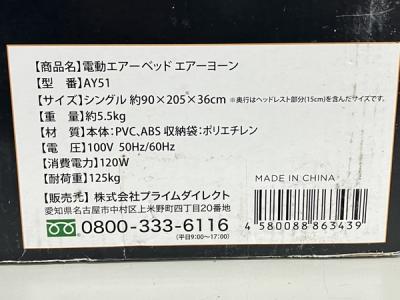 【商品名】電動エアーベッド エアーヨーン
【型　番】AY51
【サイズ】シングル 約90×205×36cm ※奥行はヘッドレスト部分(15cm)を含んだサイズです。
【重　量】約5.5kg
【材　質】本体：PVC、ABS 収納袋：ポリエチレン
【電　圧】100V 50Hz/60Hz
【消費電力】120W
【耐荷重】125kg
MADE IN CHINA
【販売元】株式会社プライムダイレクト
愛知県名古屋市中村区上米野町四丁目20番地
0800-333-6116
(平日9:00~17:00)
4 580088 863439